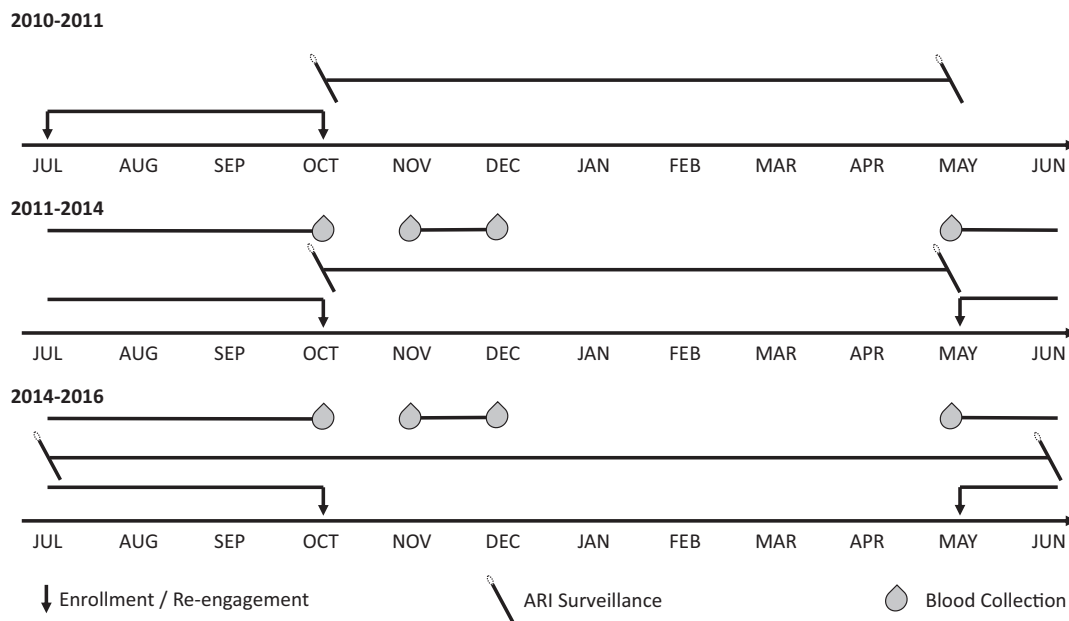 2010-2011
JUL AUG SEP OCT NOV DEC JAN FEB MAR APR MAY JUN
2011-2014
JUL AUG SEP OCT NOV DEC JAN FEB MAR APR MAY JUN
2014-2016
JUL AUG SEP OCT NOV DEC JAN FEB MAR APR MAY JUN
Enrollment / Re-engagement ARI Surveillance Blood Collection